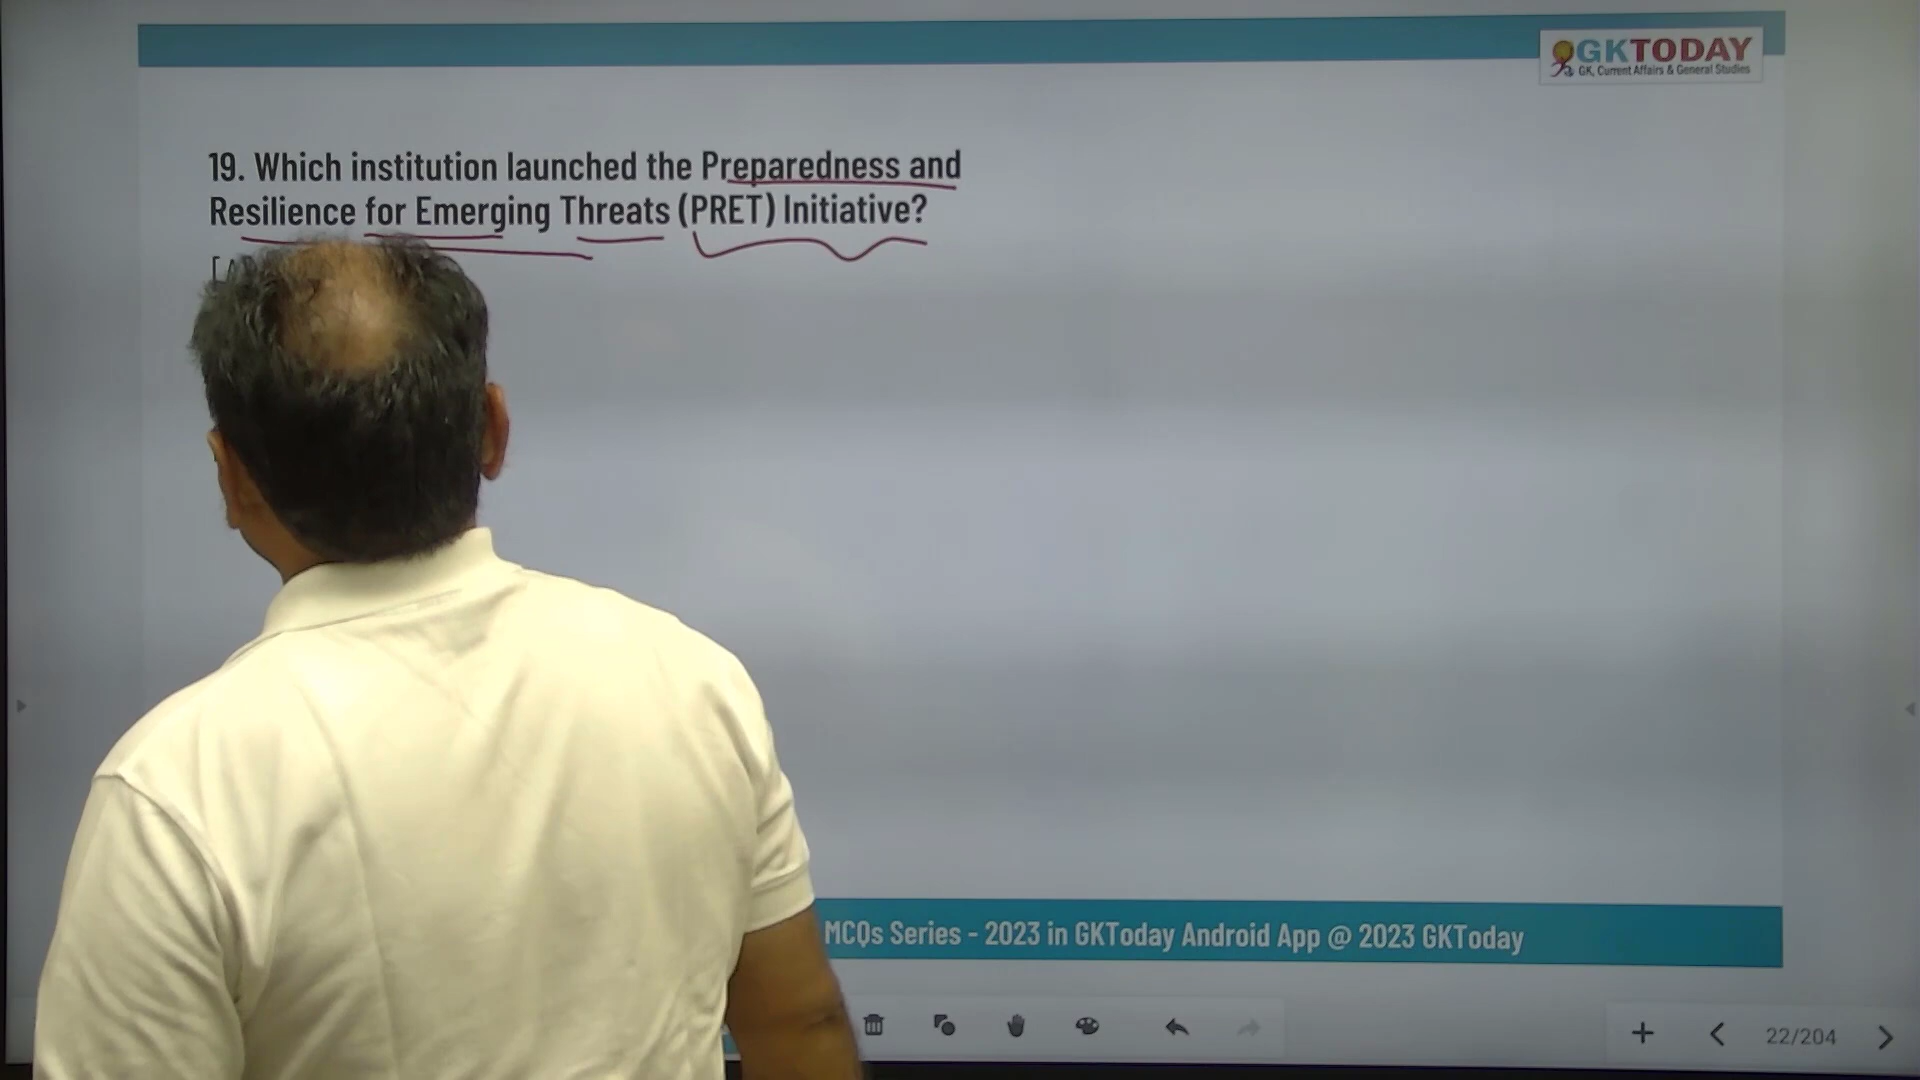 GKTODAY
GK, Current Affairs & General Studies
19. Which institution launched the Preparedness and
Resilience for Emerging Threats (PRET) Initiative?
[A
MCQs Series - 2023 in GKToday Android App @ 2023 GKToday
22/204